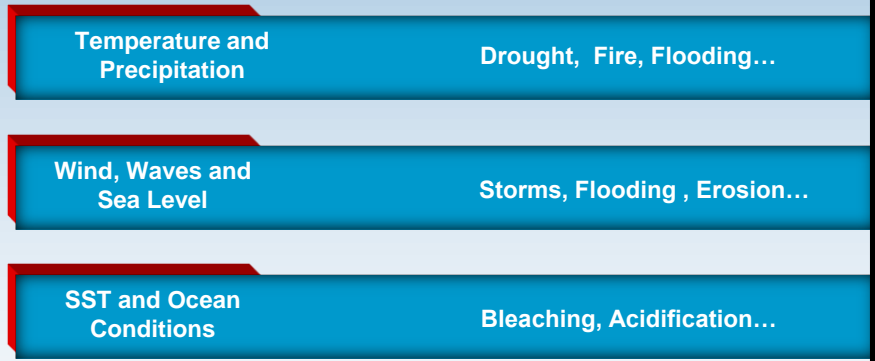 Temperature and
Precipitation
Drought, Fire, Flooding…
Wind, Waves and
Sea Level
Storms, Flooding , Erosion…
SST and Ocean
Conditions
Bleaching, Acidification…